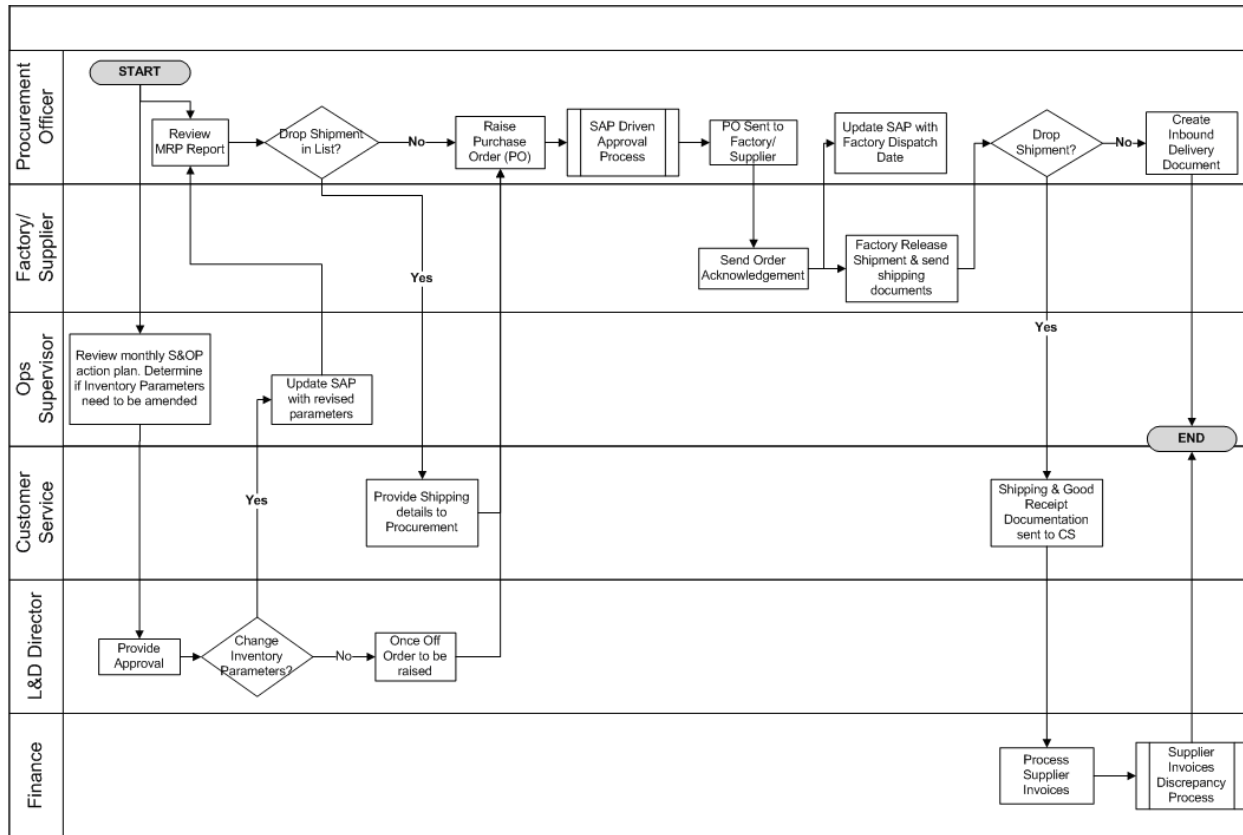 Procurement
Officer
START
Review
MRP Report
Drop Shipment
in List?
No
Raise
Purchase
Order (PO)
SAP Driven
Approval
Process
PO Sent to
Factory/
Supplier
Update SAP with
Factory Dispatch
Date
Drop
Shipment?
No
Create
Inbound
Delivery
Document
Factory/
Supplier
Yes
Send Order
Acknowledgement
Factory Release
Shipment & send
shipping
documents
Ops
Supervisor
Review monthly S&OP
action plan. Determine
if Inventory Parameters
need to be amended
Update SAP
with revised
parameters
Yes
END
Customer
Service
Yes
Provide Shipping
details to
Procurement
Shipping & Good
Receipt
Documentation
sent to CS
L&D Director
Provide
Approval
Change
Inventory
Parameters?
No
Once Off
Order to be
raised
Finance
Process
Supplier
Invoices
Supplier
Invoices
Discrepancy
Process